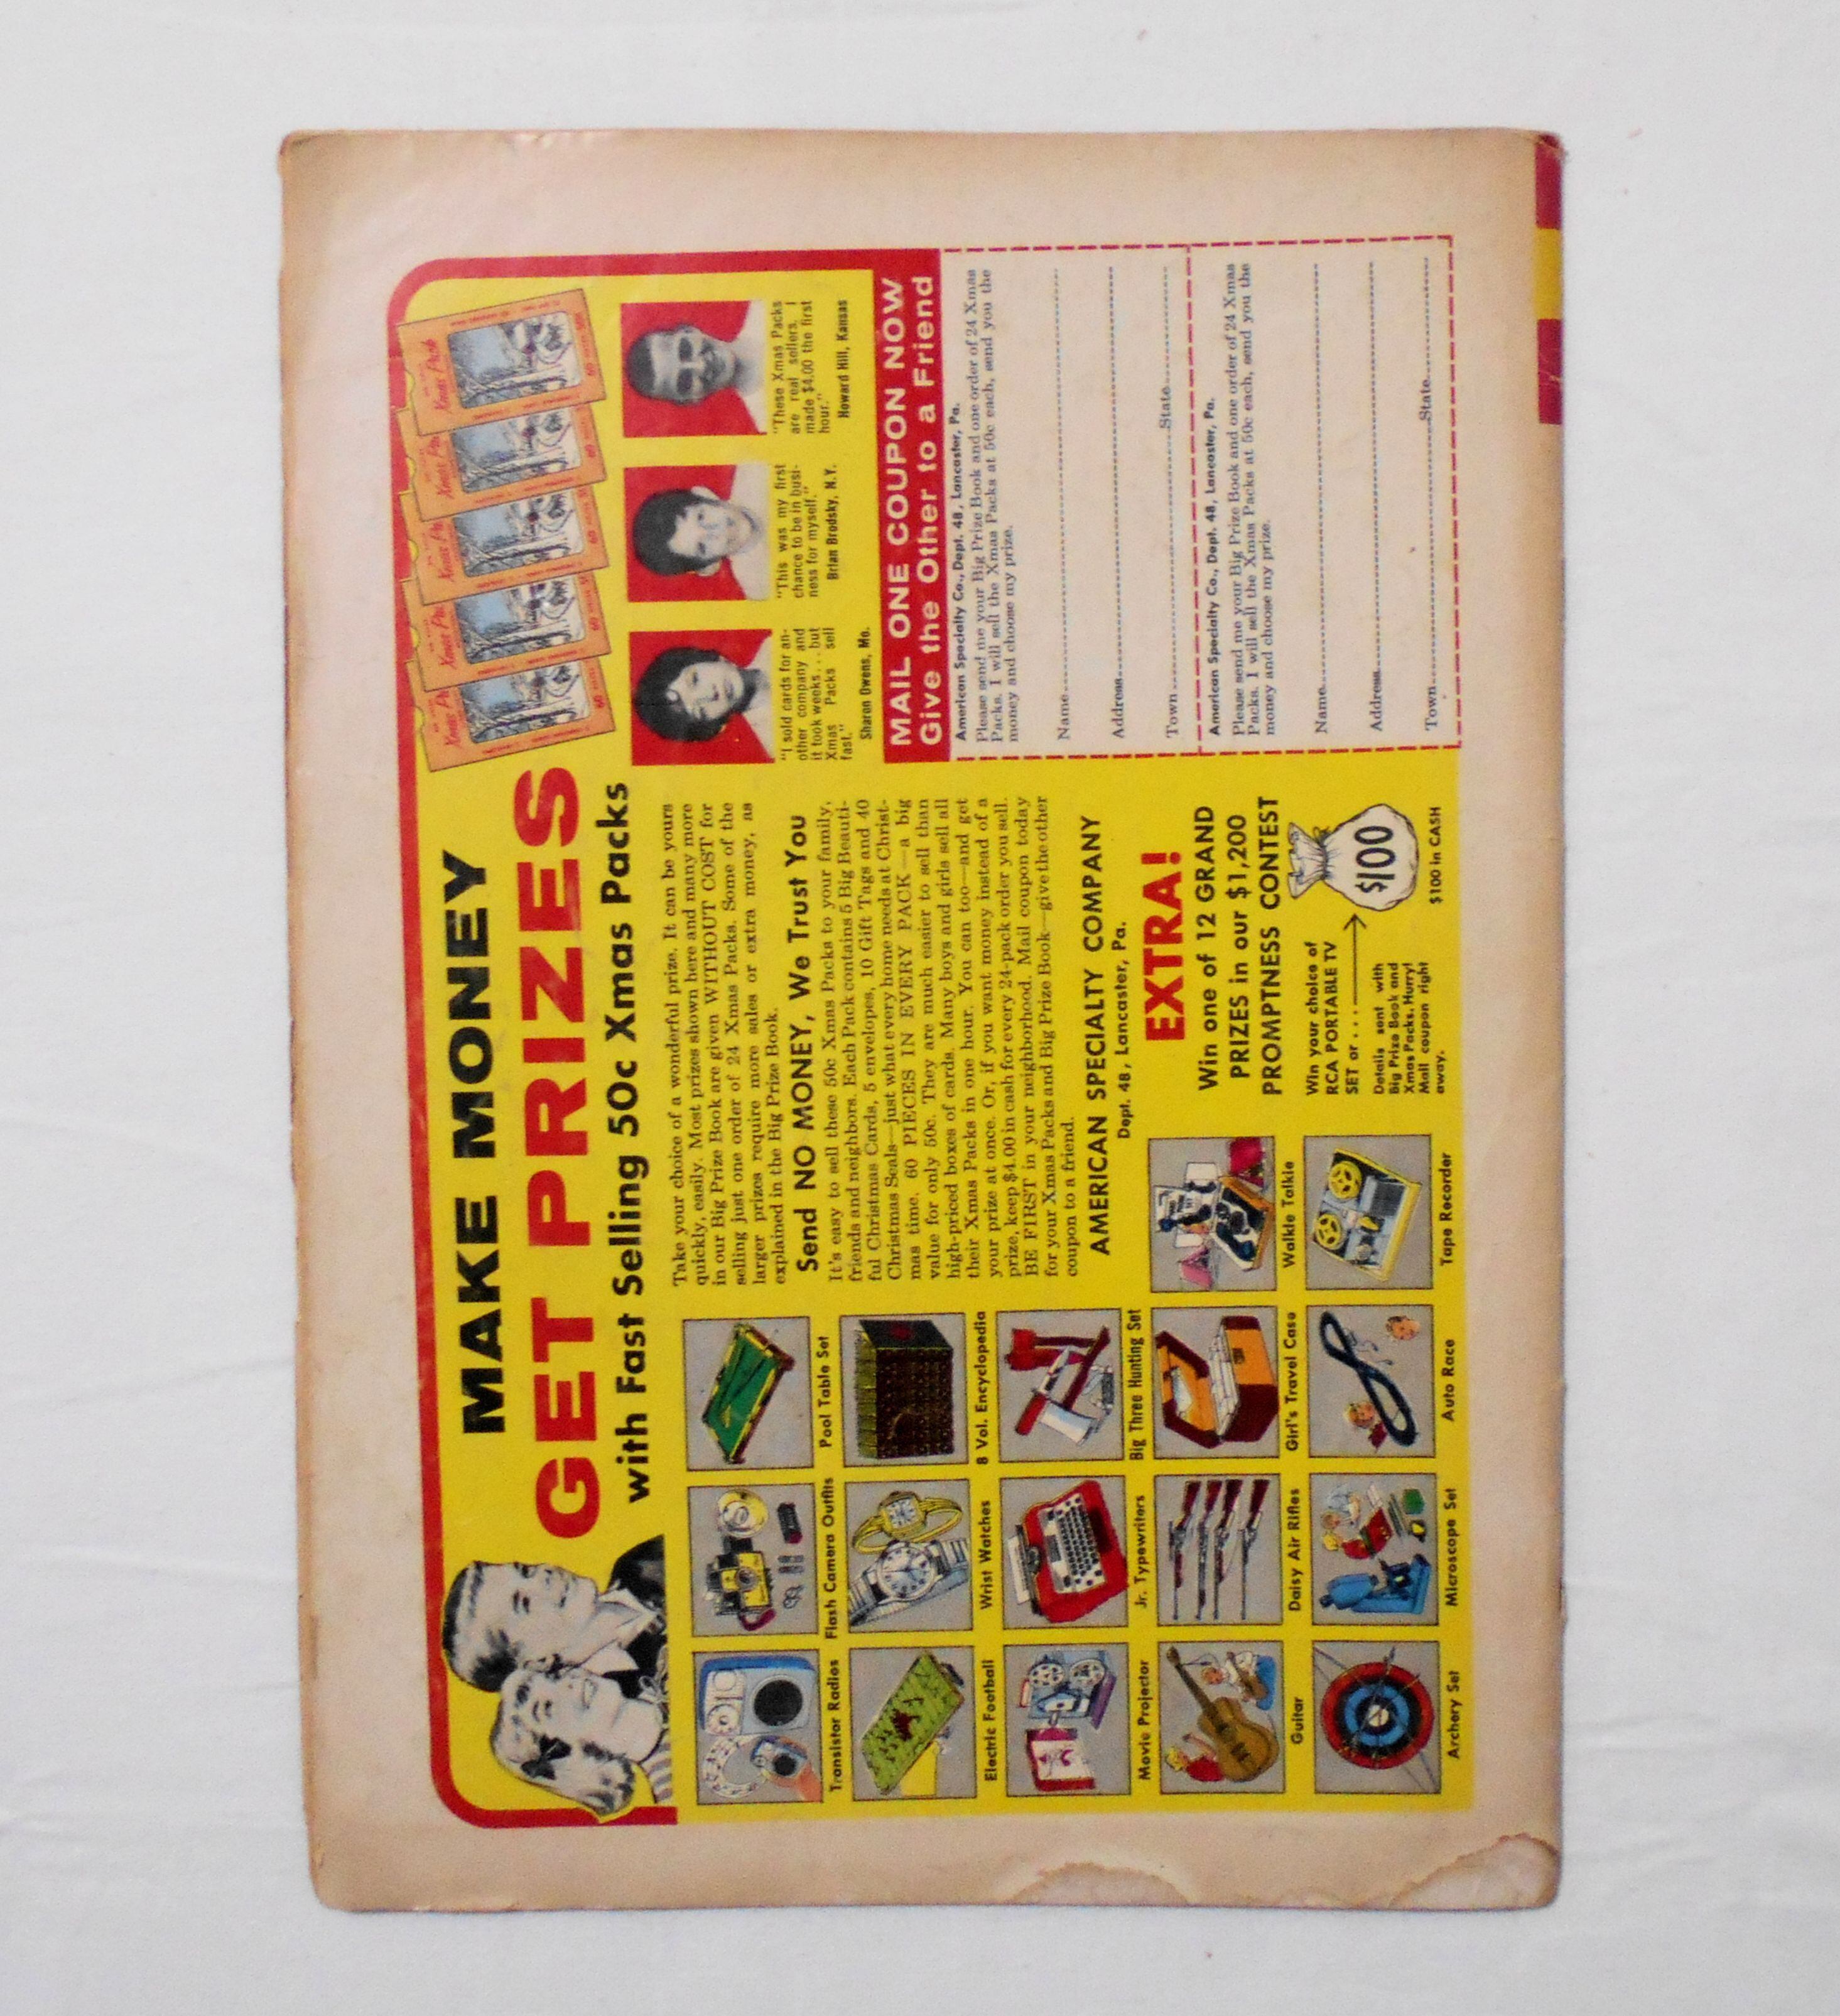 MAKE MONEY
GET PRIZES
with Fast Selling 50c Xmas Packs
Take your choice of a wonderful prize. It can be yours
quickly, easily. Most prizes shown here and many more
in our Big Prize Book are given WITHOUT COST for
selling just one order of 24 Xmas Packs. Some of the
larger prizes require more sales or extra money, as
explained in the Big Prize Book.
Send NO MONEY, We Trust You
It's easy to sell these 50c Xmas Packs to your family,
friends and neighbors. Each Pack contains 5 Big Beauti-
ful Christmas Cards, 5 envelopes, 10 Gift Tags and 40
Christmas Seals—just what every home needs at Christ-
mas time. 60 PIECES IN EVERY PACK—a big
value for only 50c. They are much easier to sell than
high-priced boxes of cards. Many boys and girls sell all
their Xmas Packs in one hour. You can too—and get
your prize at once. Or, if you want money instead of a
prize, keep $4.00 in cash for every 24-pack order you sell.
BE FIRST in your neighborhood. Mail coupon today
for your Xmas Packs and Big Prize Book—give the other
coupon to a friend.
AMERICAN SPECIALTY COMPANY
Dept. 48, Lancaster, Pa.
EXTRA!
Win one of 12 GRAND
PRIZES in our $1,200
PROMPTNESS CONTEST
Win your choice of
RCA PORTABLE TV
SET or ....
Details sent with
Big Prize Book and
Xmas Packs. Hurry!
Mail coupon right
away.
$100
$100 in CASH
Transistor Radios
Flash Camera Outfits
Pool Table Set
Electric Football
Wrist Watches
8 Vol. Encyclopedia
Movie Projector
Jr. Typewriters
Big Three Hunting Set
Guitar
Daisy Air Rifles
Girl's Travel Case
Walkie Talkie
Archery Set
Microscope Set
Auto Race
Tape Recorder
Xmas Pack
Xmas Pack
"I sold cards for an-
other company and
it took weeks...but
Xmas Packs sell
fast."
Sharon Owens, Mo.
"This was my first
chance to be in busi-
ness for myself."
Brian Brodsky, N.Y.
"These Xmas Packs
are real sellers. I
made $4.00 the first
hour."
Howard Hill, Kansas
MAIL ONE COUPON NOW
Give the Other to a Friend
American Specialty Co., Dept. 48, Lancaster, Pa.
Please send me your Big Prize Book and one order of 24 Xmas
Packs. I will sell the Xmas Packs at 50c each, send you the
money and choose my prize.
Name
Address
Town State
American Specialty Co., Dept. 48, Lancaster, Pa.
Please send me your Big Prize Book and one order of 24 Xmas
Packs. I will sell the Xmas Packs at 50c each, send you the
money and choose my prize.
Name
Address
Town State